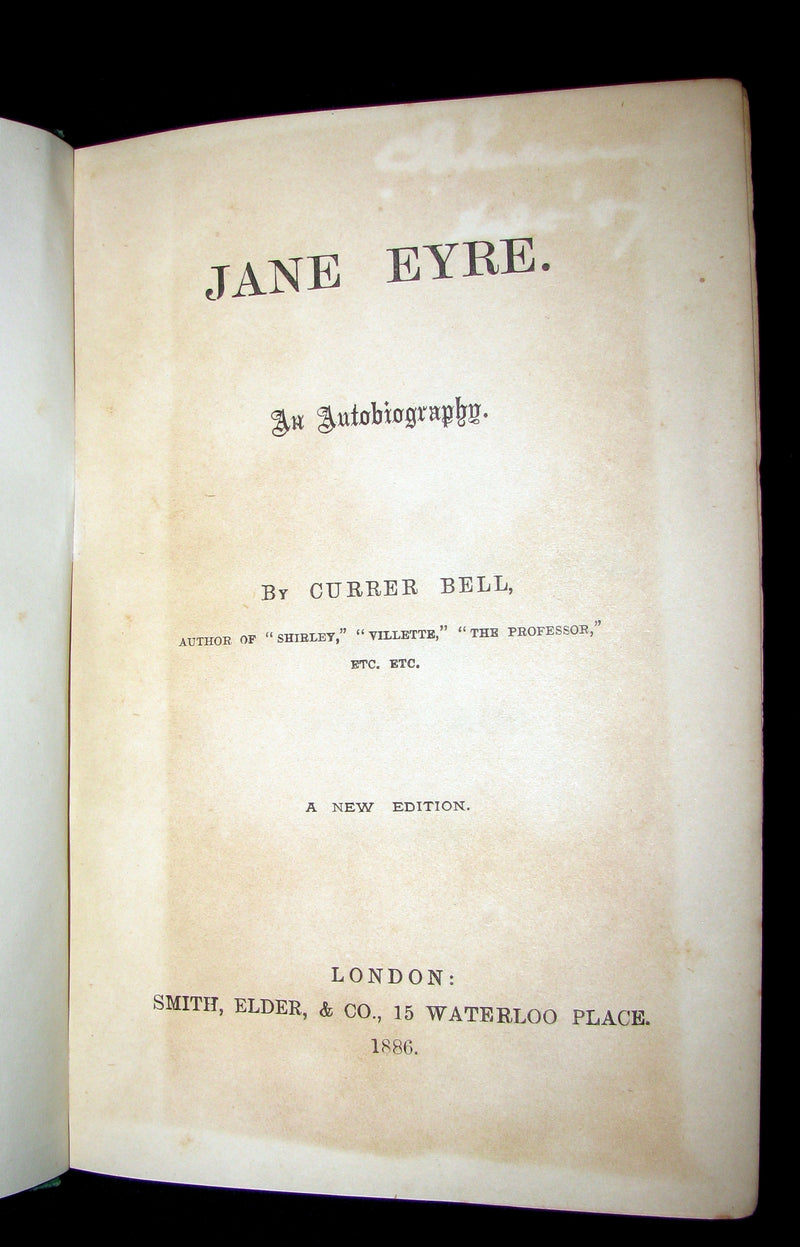 JANE EYRE.
An Autobiography.
BY CURRER BELL,
AUTHOR OF "SHIRLEY," "VILLETTE," "THE PROFESSOR,"
ETC. ETC.
A NEW EDITION.
LONDON:
SMITH, ELDER, & CO., 15 WATERLOO PLACE.
1886.